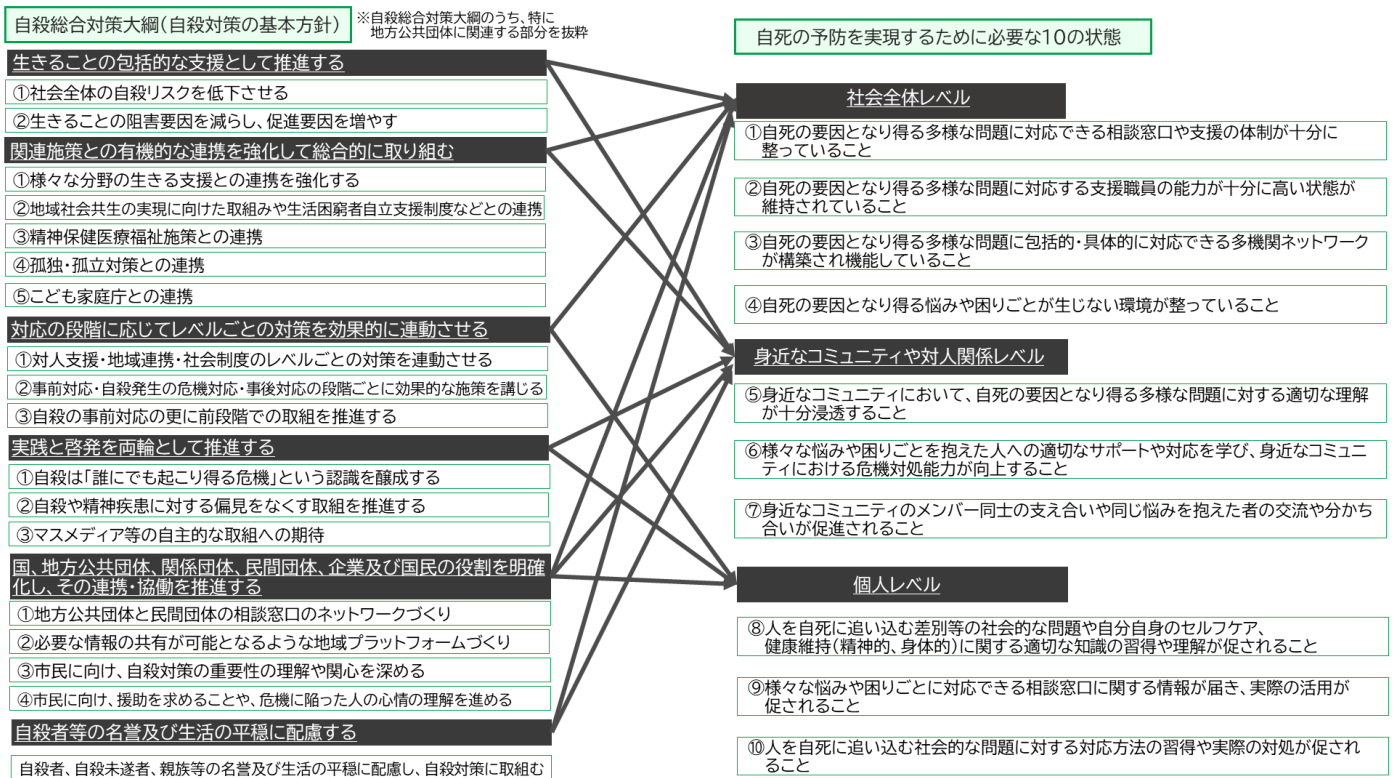 自殺総合対策大綱(自殺対策の基本方針)
※自殺総合対策大綱のうち、特に
地方公共団体に関連する部分を抜粋
生きることの包括的な支援として推進する
①社会全体の自殺リスクを低下させる
②生きることの阻害要因を減らし、促進要因を増やす
関連施策との有機的な連携を強化して総合的に取り組む
①様々な分野の生きる支援との連携を強化する
②地域社会共生の実現に向けた取組みや生活困窮者自立支援制度などとの連携
③精神保健医療福祉施策との連携
④孤独・孤立対策との連携
⑤こども家庭庁との連携
対応の段階に応じてレベルごとの対策を効果的に連動させる
①対人支援・地域連携・社会制度のレベルごとの対策を連動させる
②事前対応・自殺発生の危機対応・事後対応の段階ごとに効果的な施策を講じる
③自殺の事前対応の更に前段階での取組を推進する
実践と啓発を両輪として推進する
①自殺は「誰にでも起こり得る危機」という認識を醸成する
②自殺や精神疾患に対する偏見をなくす取組を推進する
③マスメディア等の自主的な取組への期待
国、地方公共団体、関係団体、民間団体、企業及び国民の役割を明確
化し、その連携・協働を推進する
①地方公共団体と民間団体の相談窓口のネットワークづくり
②必要な情報の共有が可能となるような地域プラットフォームづくり
③市民に向け、自殺対策の重要性の理解や関心を深める
④市民に向け、援助を求めることや、危機に陥った人の心情の理解を進める
自殺者等の名誉及び生活の平穏に配慮する
自殺者、自殺未遂者、親族等の名誉及び生活の平穏に配慮し、自殺対策に取組む
自死の予防を実現するために必要な10の状態
社会全体レベル
①自死の要因となり得る多様な問題に対応できる相談窓口や支援の体制が十分に
整っていること
②自死の要因となり得る多様な問題に対応する支援職員の能力が十分に高い状態が
維持されていること
③自死の要因となり得る多様な問題に包括的・具体的に対応できる多機関ネットワーク
が構築され機能していること
④自死の要因となり得る悩みや困りごとが生じない環境が整っていること
身近なコミュニティや対人関係レベル
⑤身近なコミュニティにおいて、自死の要因となり得る多様な問題に対する適切な理解
が十分浸透すること
⑥様々な悩みや困りごとを抱えた人への適切なサポートや対応を学び、身近なコミュニ
ティにおける危機対処能力が向上すること
⑦身近なコミュニティのメンバー同士の支え合いや同じ悩みを抱えた者の交流や分かち
合いが促進されること
個人レベル
⑧人を自死に追い込む差別等の社会的な問題や自分自身のセルフケア、
健康維持(精神的、身体的)に関する適切な知識の習得や理解が促されること
⑨様々な悩みや困りごとに対応できる相談窓口に関する情報が届き、実際の活用が
促されること
⑩人を自死に追い込む社会的な問題に対する対応方法の習得や実際の対処が促され
ること